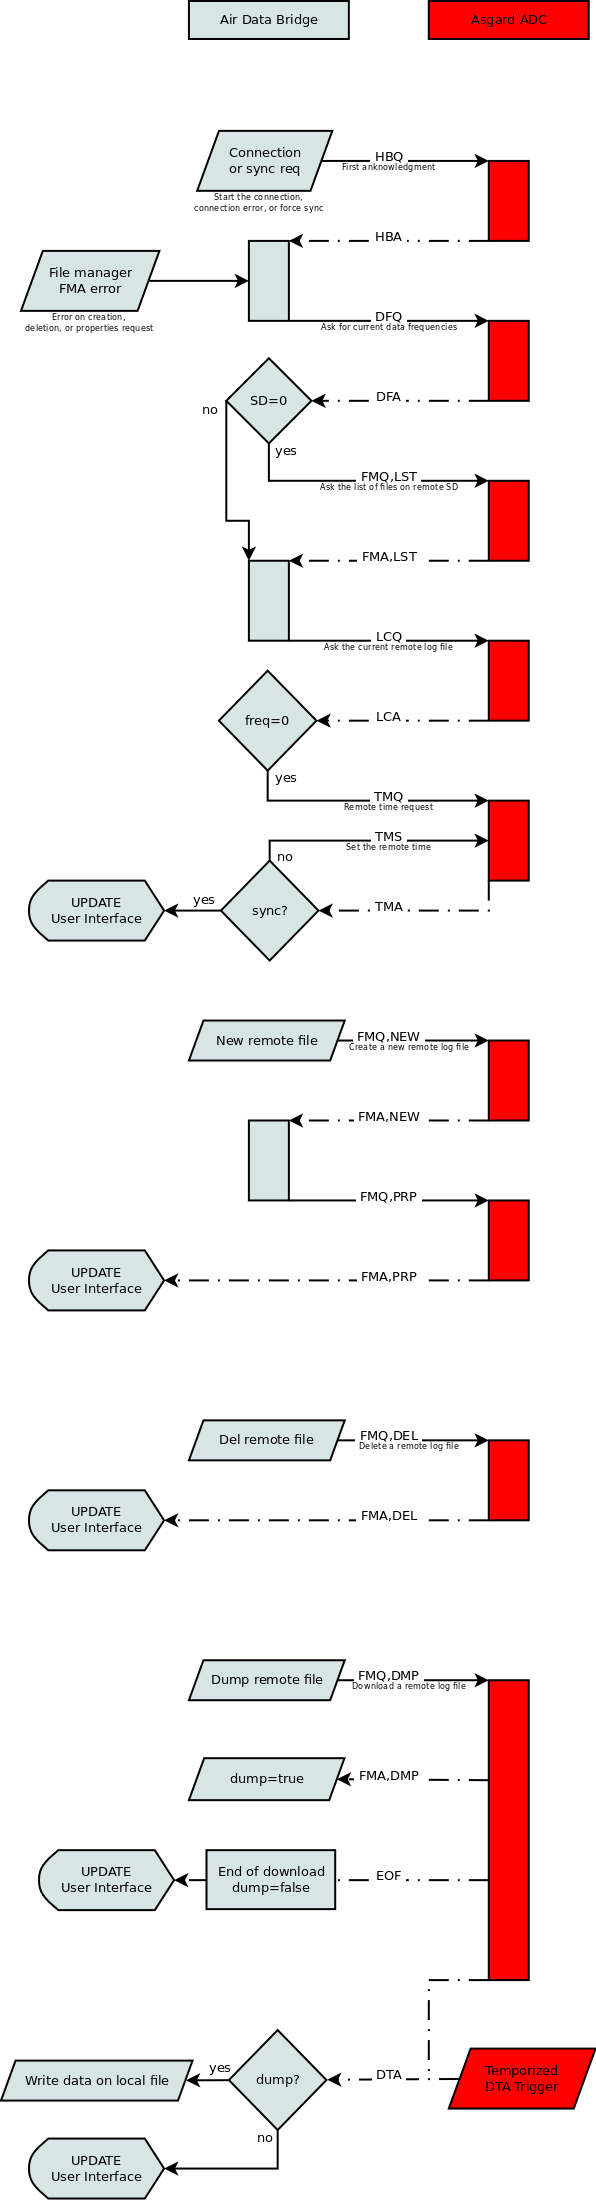 Air Data Bridge
Asgard ADC
Connection
or sync req
HBQ
First anknowledgment
Start the connection,
connection error, or force sync
HBA
File manager
FMA error
Error on creation,
deletion, or properties request
DFQ
Ask for current data frequencies
SD=0
DFA
no
yes
FMQ,LST
Ask the list of files on remote SD
FMA,LST
LCQ
Ask the current remote log file
freq=0
LCA
yes
TMQ
Remote time request
TMS
Set the remote time
no
UPDATE
User Interface
yes
sync?
TMA
New remote file
FMQ,NEW
Create a new remote log file
FMA,NEW
FMQ,PRP
UPDATE
User Interface
FMA,PRP
Del remote file
FMQ,DEL
Delete a remote log file
UPDATE
User Interface
FMA,DEL
Dump remote file
FMQ,DMP
Download a remote log file
dump=true
FMA,DMP
UPDATE
User Interface
End of download
dump=false
EOF
Write data on local file
yes
dump?
DTA
Temporized
DTA Trigger
no
UPDATE
User Interface